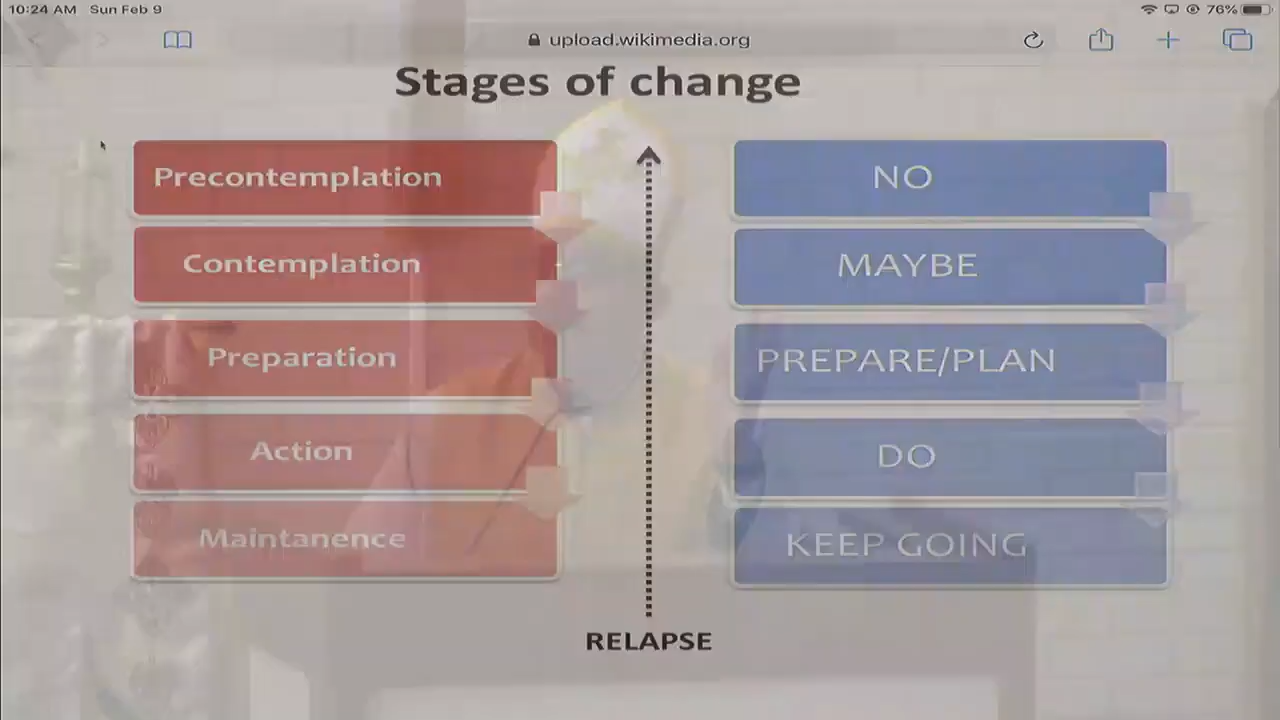 10:24 AM Sun Feb 9
76%
upload.wikimedia.org
Stages of change
Precontemplation
NO
Contemplation
MAYBE
Preparation
PREPARE/PLAN
Action
DO
Maintanence
KEEP GOING
RELAPSE